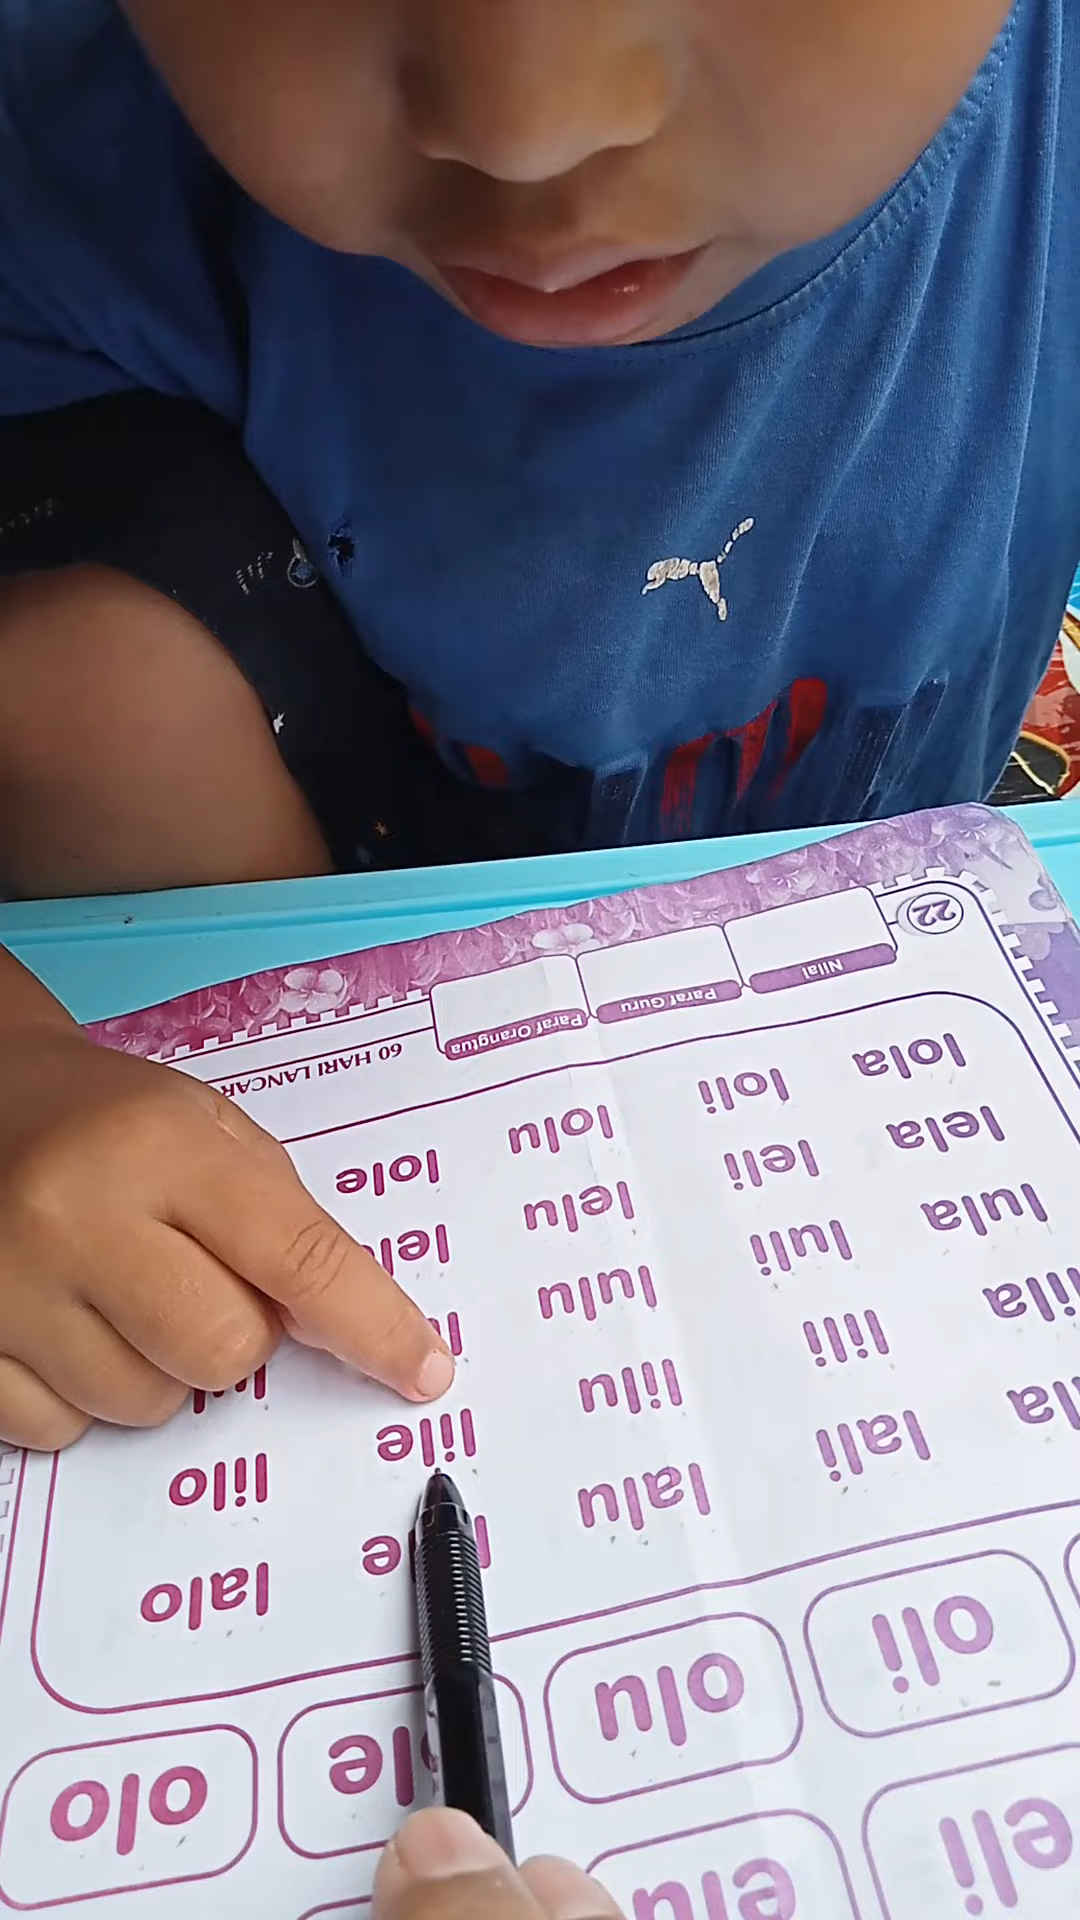 eli elu
oli olu olo
lali lalu lalo
lila lili lilu lile lilo
lula luli lulu
lela leli lelu
lola loli lolu lole
22 Nilai Paraf Guru Paraf Orangtua 60 HARI LANCAR